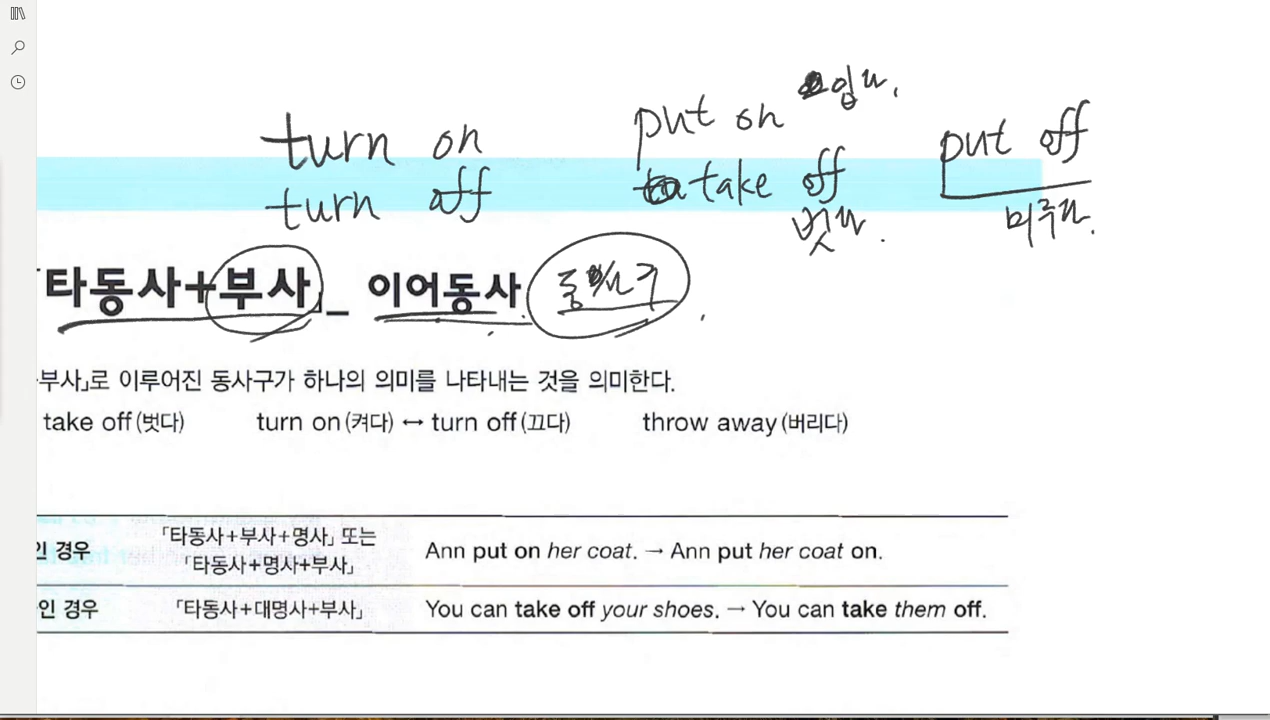 put on 입다.
turn on
put off
take off
turn off
벗다.
미루다.
「타동사+부사」_ 이어동사 동사구.
부사」로 이루어진 동사구가 하나의 의미를 나타내는 것을 의미한다.
take off(벗다) turn on(켜다) ↔ turn off(끄다) throw away(버리다)
인 경우 「타동사+부사+명사」 또는 「타동사+명사+부사」 Ann put on her coat. → Ann put her coat on.
인 경우 「타동사+대명사+부사」 You can take off your shoes. → You can take them off.